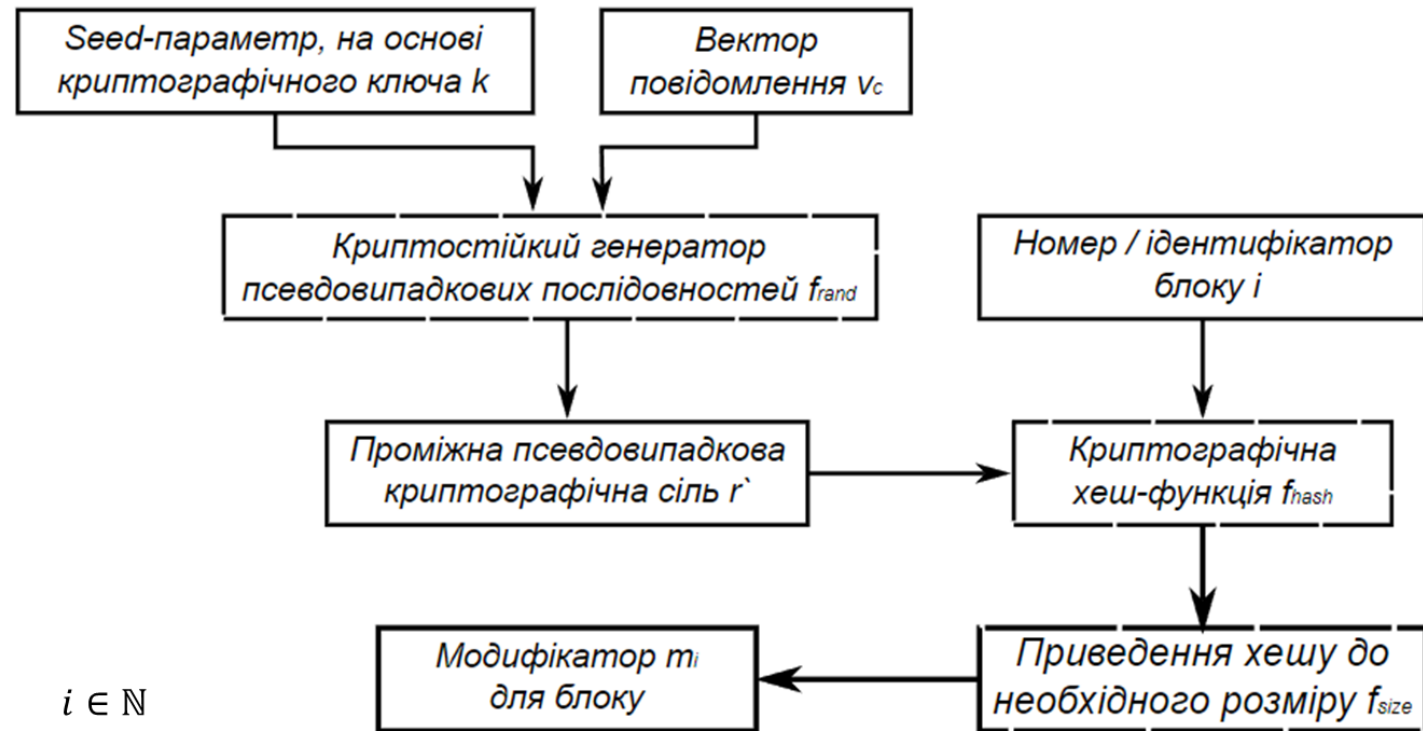 Seed-параметр, на основі
криптографічного ключа k
Вектор
повідомлення vc
Криптостійкий генератор
псевдовипадкових послідовностей frand
Номер / ідентифікатор
блоку i
Проміжна псевдовипадкова
криптографічна сіль r`
Криптографічна
хеш-функція fhash
Модифікатор mi
для блоку
Приведення хешу до
необхідного розміру fsize
i ∈ ℕ